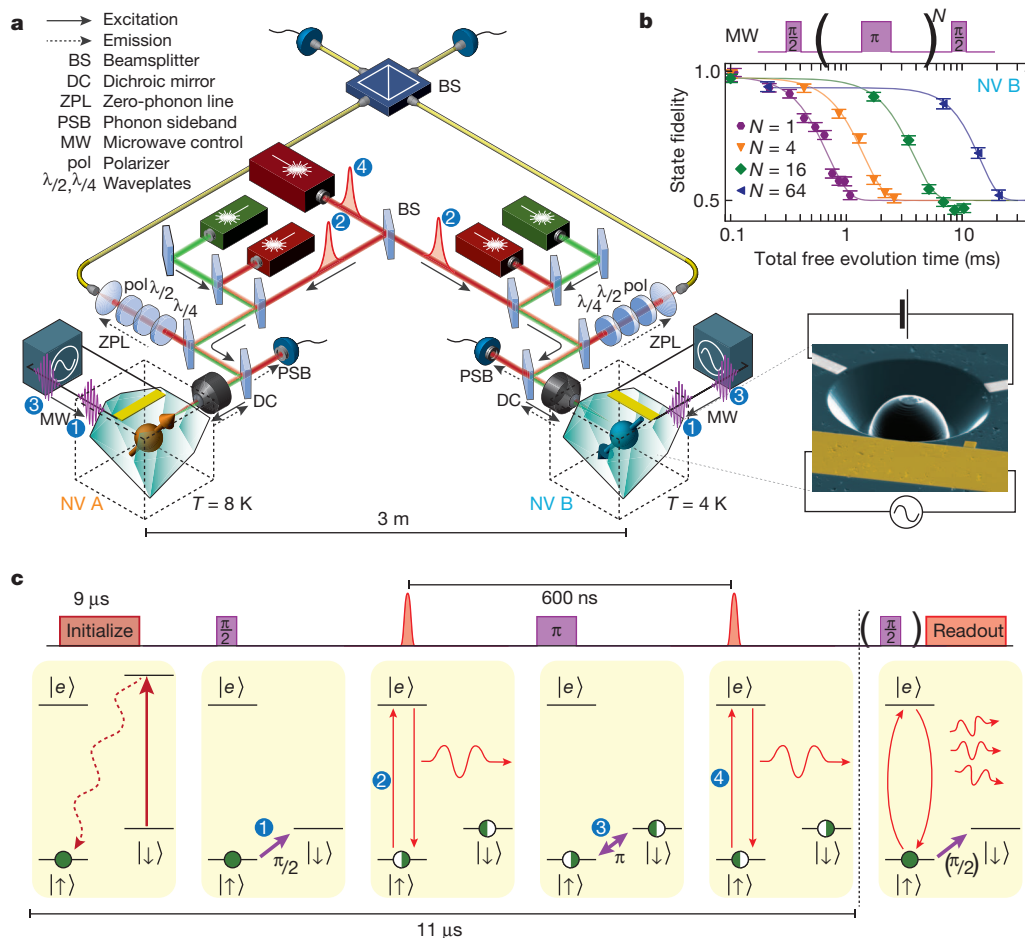 a
Excitation
Emission
BS Beamsplitter
DC Dichroic mirror
ZPL Zero-phonon line
PSB Phonon sideband
MW Microwave control
pol Polarizer
λ/2,λ/4 Waveplates
BS
4
2
2
BS
pol λ/2 λ/4
λ/4 λ/2 pol
ZPL
ZPL
PSB
PSB
DC
DC
3
MW
1
1
MW
3
NV A
T = 8 K
NV B
T = 4 K
3 m
b
MW π/2 ( π )N π/2
NV B
State fidelity
1.0
0.5
N = 1
N = 4
N = 16
N = 64
0.1 1 10
Total free evolution time (ms)
c
9 µs
600 ns
Initialize π/2 π ( π/2 ) Readout
|e⟩ |e⟩ |e⟩ |e⟩ |e⟩ |e⟩
2 4
1 3
π/2 π (π/2)
|↓⟩ |↓⟩ |↓⟩ |↓⟩ |↓⟩ |↓⟩
|↑⟩ |↑⟩ |↑⟩ |↑⟩ |↑⟩ |↑⟩
11 µs